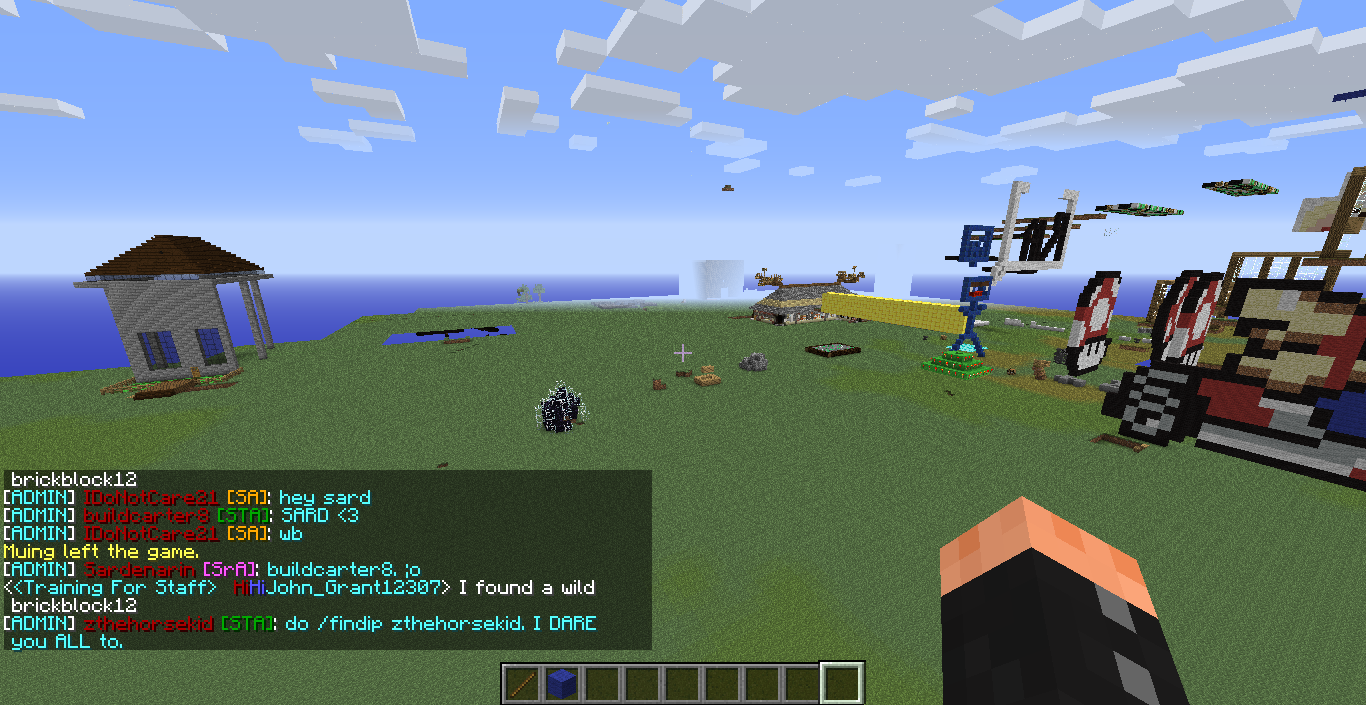 brickblock12
[ADMIN] IDoNotCare21 [SA]: hey sard
[ADMIN] buildcarter8 [STA]: SARD <3
[ADMIN] IDoNotCare21 [SA]: wb
Muing left the game.
[ADMIN] Sardenarin [SrA]: buildcarter8. ;o
<<Training For Staff> HiHiJohn_Grant12307> I found a wild
brickblock12
[ADMIN] zthehorsekid [STA]: do /findip zthehorsekid. I DARE
you ALL to.